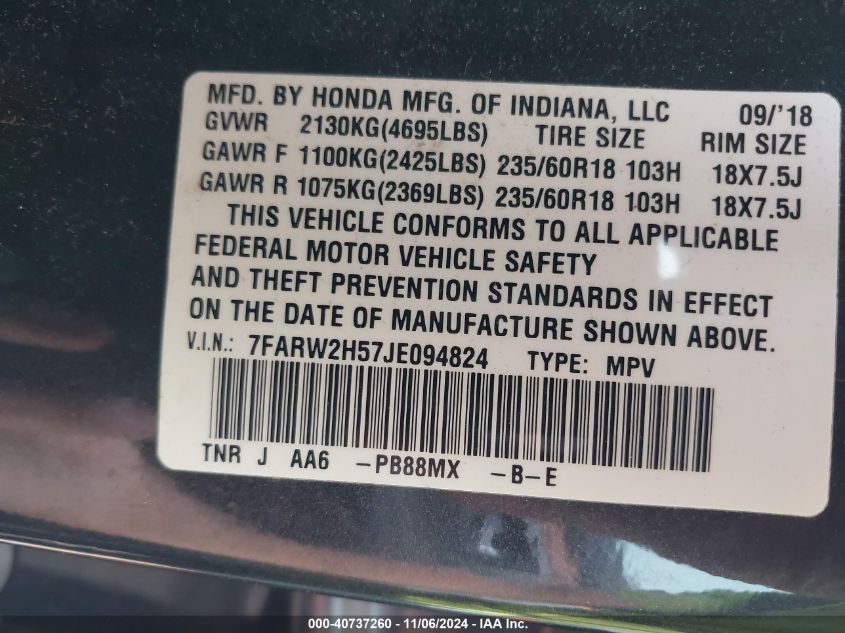 MFD. BY HONDA MFG. OF INDIANA, LLC 09/'18
GVWR 2130KG(4695LBS) TIRE SIZE RIM SIZE
GAWR F 1100KG(2425LBS) 235/60R18 103H 18X7.5J
GAWR R 1075KG(2369LBS) 235/60R18 103H 18X7.5J
THIS VEHICLE CONFORMS TO ALL APPLICABLE
FEDERAL MOTOR VEHICLE SAFETY
AND THEFT PREVENTION STANDARDS IN EFFECT
ON THE DATE OF MANUFACTURE SHOWN ABOVE.
V.I.N.: 7FARW2H57JE094824 TYPE: MPV
TNR J AA6 -PB88MX -B-E
000-40737260 - 11/06/2024 - IAA Inc.